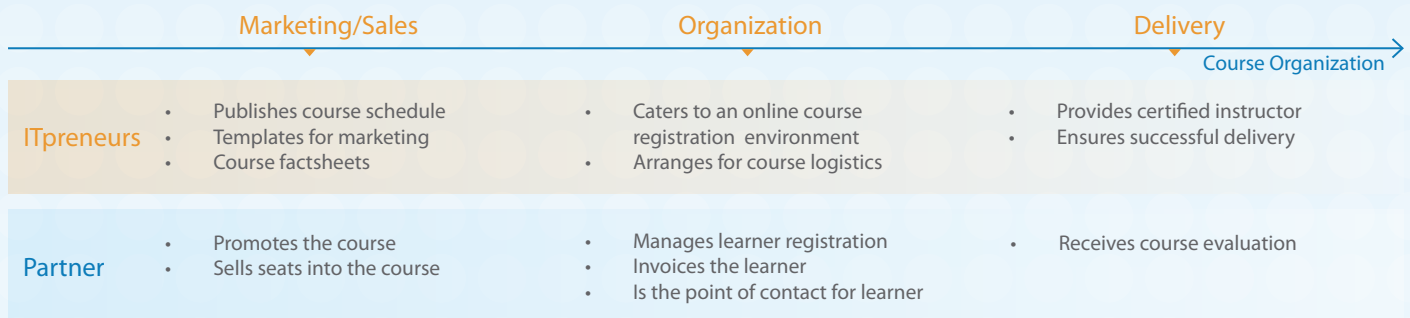 Marketing/Sales
Organization
Delivery
Course Organization
ITpreneurs
• Publishes course schedule
• Templates for marketing
• Course factsheets
• Caters to an online course
registration environment
• Arranges for course logistics
• Provides certified instructor
• Ensures successful delivery
Partner
• Promotes the course
• Sells seats into the course
• Manages learner registration
• Invoices the learner
• Is the point of contact for learner
• Receives course evaluation